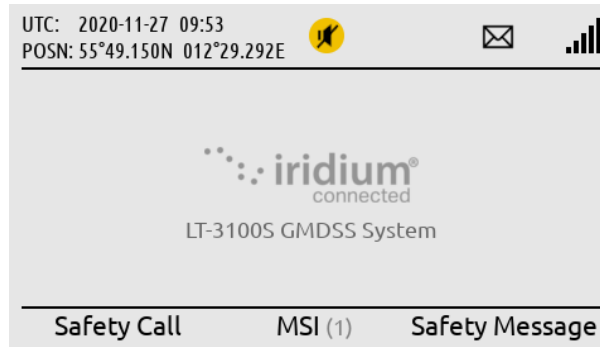 UTC: 2020-11-27 09:53
POSN: 55°49.150N 012°29.292E
iridium®
connected
LT-3100S GMDSS System
Safety Call MSI (1) Safety Message